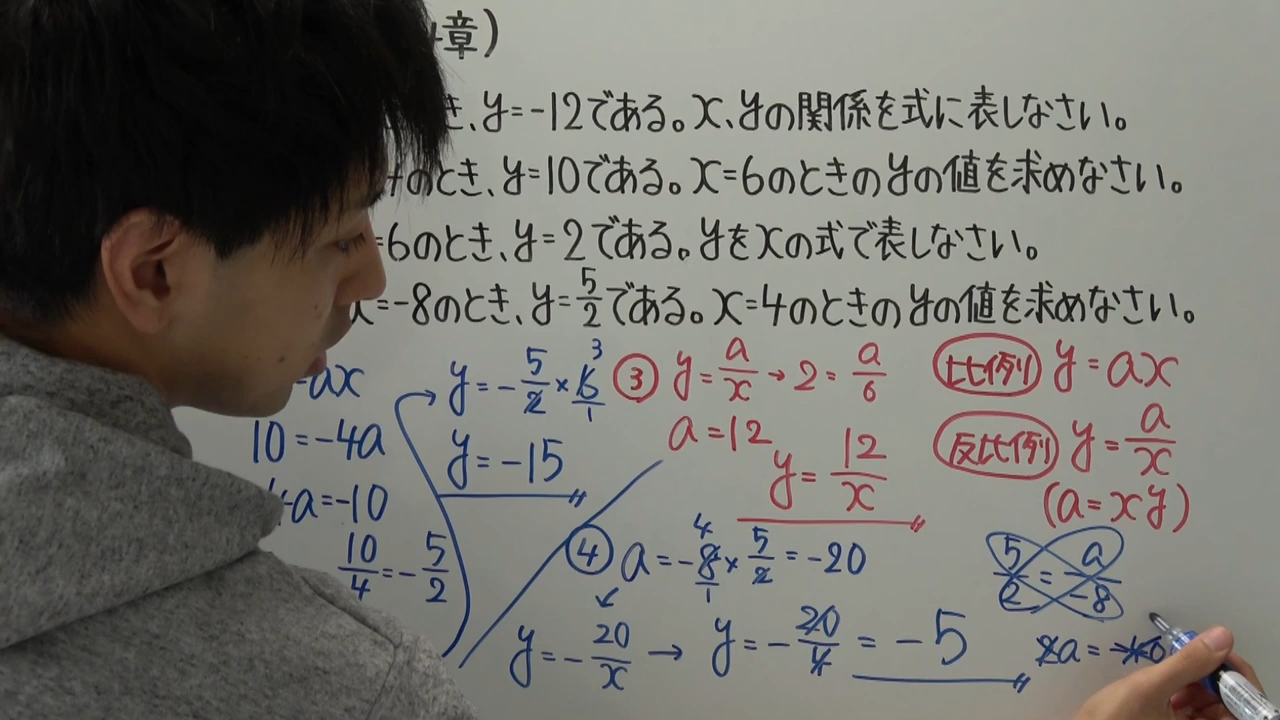 章)
き、y=-12である。x、yの関係を式に表しなさい。
のとき、y=10である。x=6のときのyの値を求めなさい。
=6のとき、y=2である。yをxの式で表しなさい。
x=-8のとき、y=5/2である。x=4のときのyの値を求めなさい。
ax
10=-4a
a=-10
10/4=-5/2
y=-5/2×6/1 3
y=-15
③ y=a/x→2=a/6
a=12
y=12/x
比例 y=ax
反比例 y=a/x
(a=xy)
④ a=-8/1×5/2=-20
4
y=-20/x → y=-20/4=-5
5/2=a/-8
2a=-40